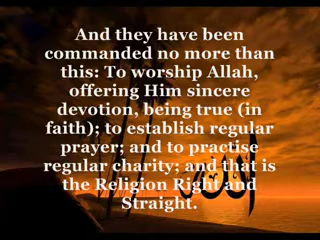 And they have been
commanded no more than
this: To worship Allah,
offering Him sincere
devotion, being true (in
faith); to establish regular
prayer; and to practise
regular charity; and that is
the Religion Right and
Straight.
الله